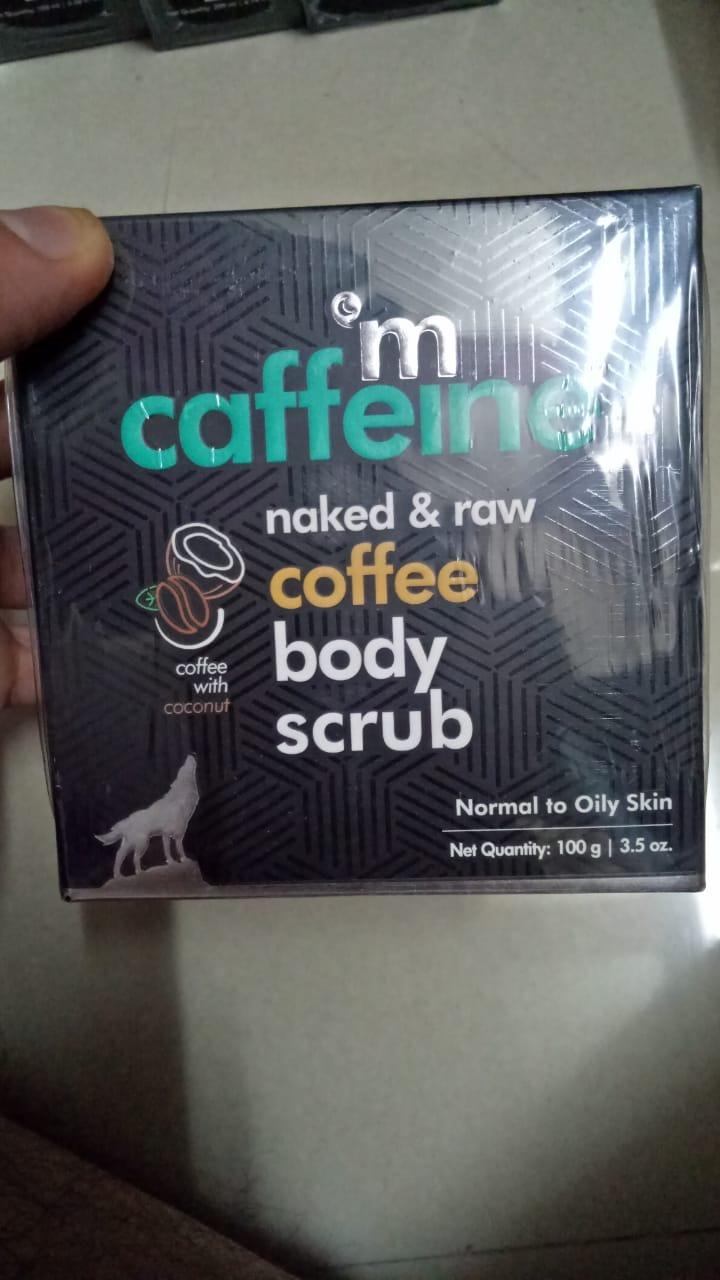 'm
caffeine
naked & raw
coffee
body
scrub
coffee
with
coconut
Normal to Oily Skin
Net Quantity: 100 g | 3.5 oz.